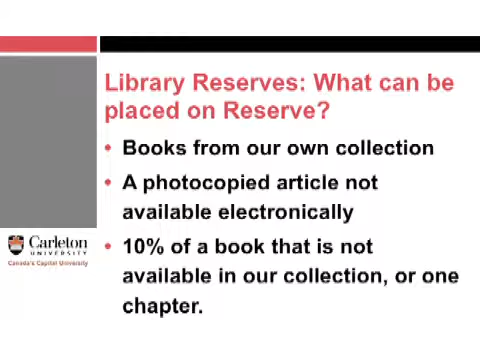 Library Reserves: What can be
placed on Reserve?
• Books from our own collection
• A photocopied article not
available electronically
• 10% of a book that is not
available in our collection, or one
chapter.
Carleton
UNIVERSITY
Canada's Capital University